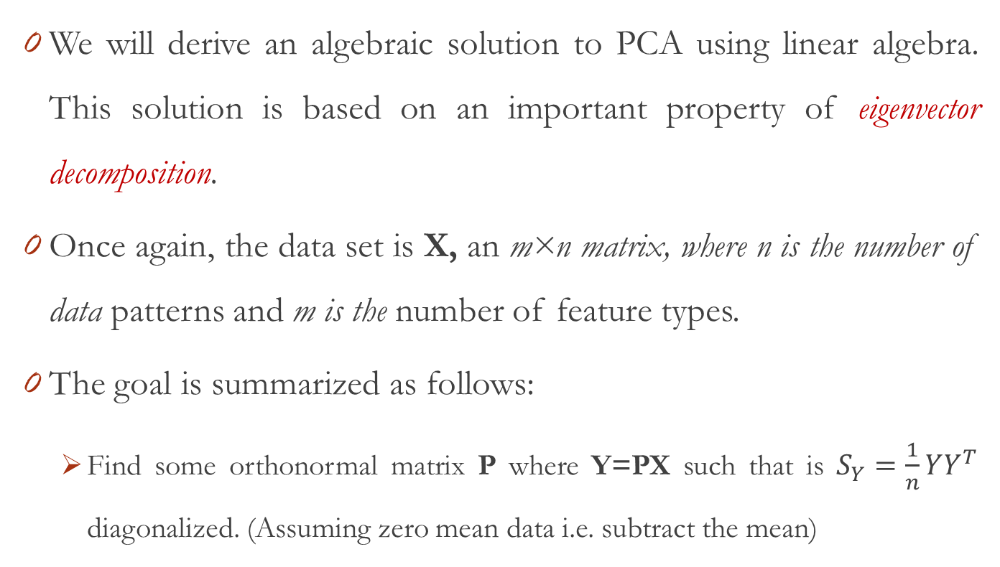 We will derive an algebraic solution to PCA using linear algebra.
This solution is based on an important property of eigenvector
decomposition.
Once again, the data set is X, an m×n matrix, where n is the number of
data patterns and m is the number of feature types.
The goal is summarized as follows:
Find some orthonormal matrix P where Y=PX such that is S_Y = 1/n YY^T
diagonalized. (Assuming zero mean data i.e. subtract the mean)